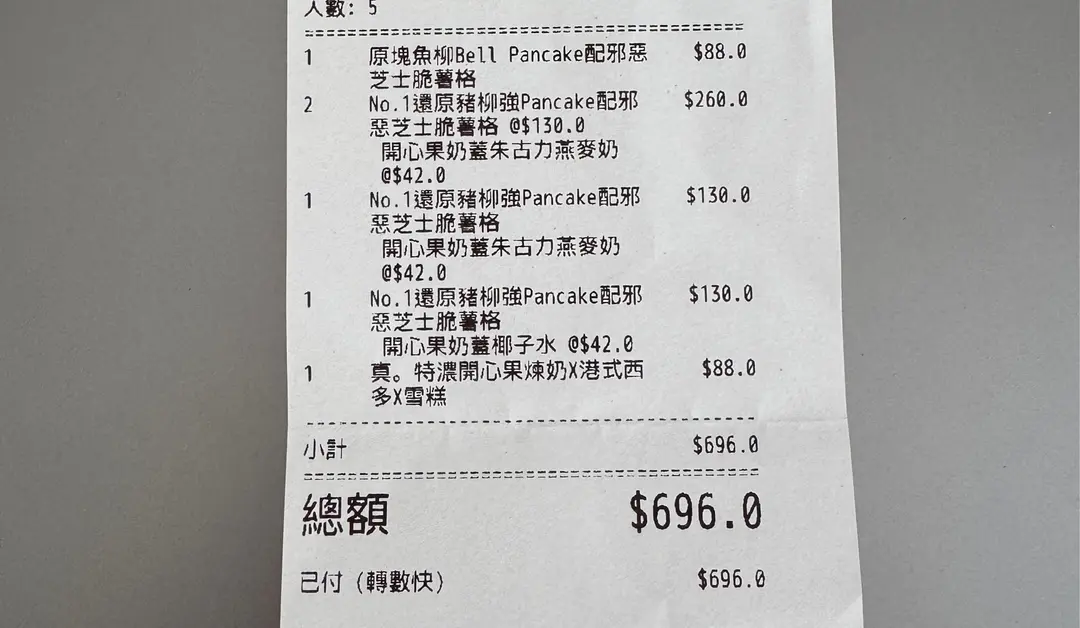 人數: 5
1 原塊魚柳Bell Pancake配邪惡 $88.0
芝士脆薯格
2 No.1還原豬柳強Pancake配邪 $260.0
惡芝士脆薯格 @$130.0
開心果奶蓋朱古力燕麥奶
@$42.0
1 No.1還原豬柳強Pancake配邪 $130.0
惡芝士脆薯格
開心果奶蓋朱古力燕麥奶
@$42.0
1 No.1還原豬柳強Pancake配邪 $130.0
惡芝士脆薯格
開心果奶蓋椰子水 @$42.0
1 真。特濃開心果煉奶X港式西 $88.0
多X雪糕
小計 $696.0
總額 $696.0
已付 (轉數快) $696.0